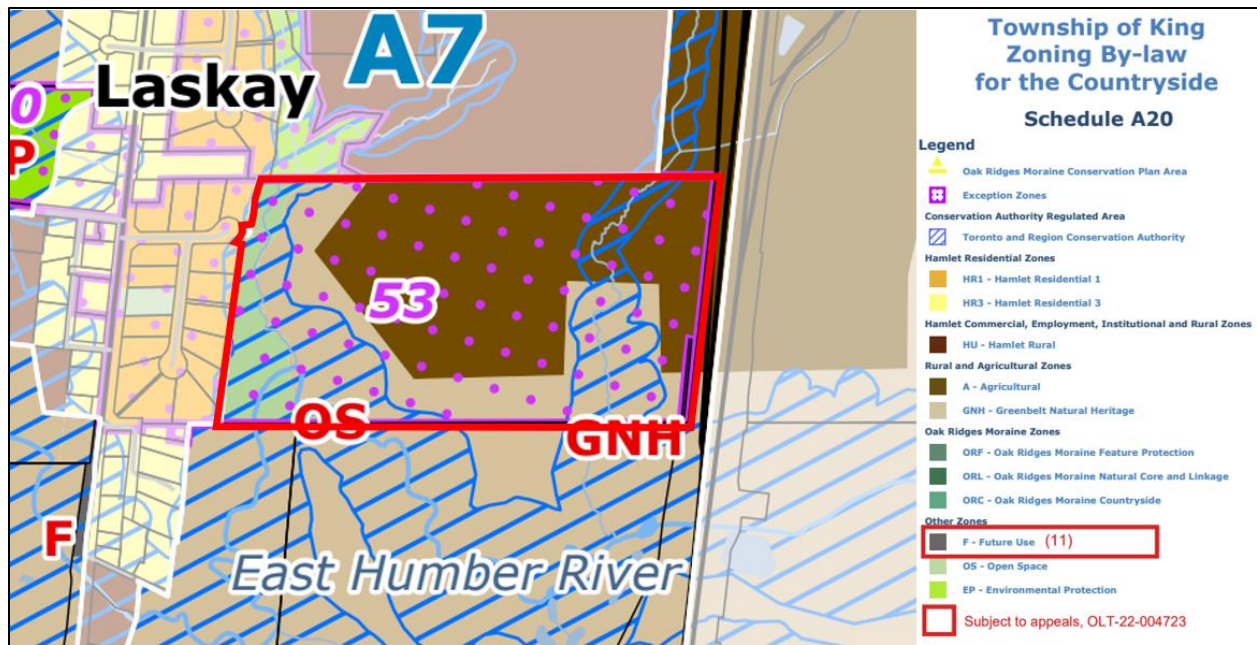 A7
Laskay
0
P
53
OS
GNH
F
East Humber River
Township of King
Zoning By-law
for the Countryside
Schedule A20
Legend
Oak Ridges Moraine Conservation Plan Area
Exception Zones
Conservation Authority Regulated Area
Toronto and Region Conservation Authority
Hamlet Residential Zones
HR1 - Hamlet Residential 1
HR3 - Hamlet Residential 3
Hamlet Commercial, Employment, Institutional and Rural Zones
HU - Hamlet Rural
Rural and Agricultural Zones
A - Agricultural
GNH - Greenbelt Natural Heritage
Oak Ridges Moraine Zones
ORF - Oak Ridges Moraine Feature Protection
ORL - Oak Ridges Moraine Natural Core and Linkage
ORC - Oak Ridges Moraine Countryside
Other Zones
F - Future Use (11)
OS - Open Space
EP - Environmental Protection
Subject to appeals, OLT-22-004723